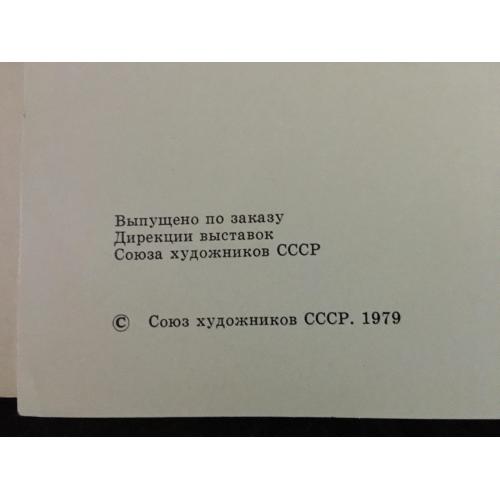 Выпущено по заказу
Дирекции выставок
Союза художников СССР
© Союз художников СССР. 1979